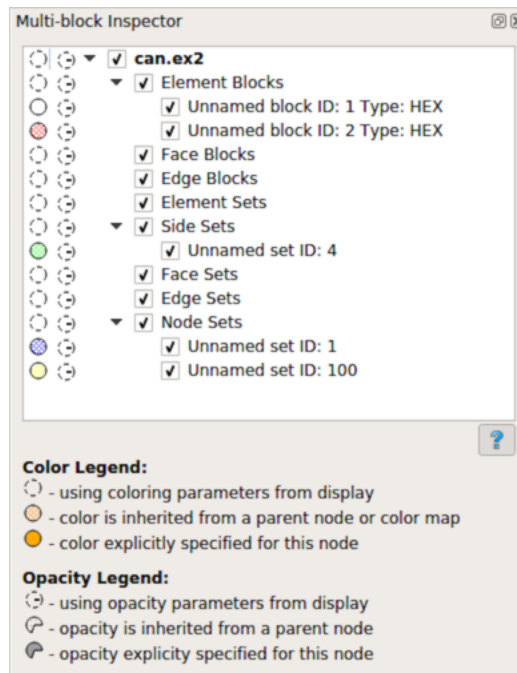 Multi-block Inspector
can.ex2
Element Blocks
Unnamed block ID: 1 Type: HEX
Unnamed block ID: 2 Type: HEX
Face Blocks
Edge Blocks
Element Sets
Side Sets
Unnamed set ID: 4
Face Sets
Edge Sets
Node Sets
Unnamed set ID: 1
Unnamed set ID: 100
?
Color Legend:
- using coloring parameters from display
- color is inherited from a parent node or color map
- color explicitly specified for this node
Opacity Legend:
- using opacity parameters from display
- opacity is inherited from a parent node
- opacity explicity specified for this node